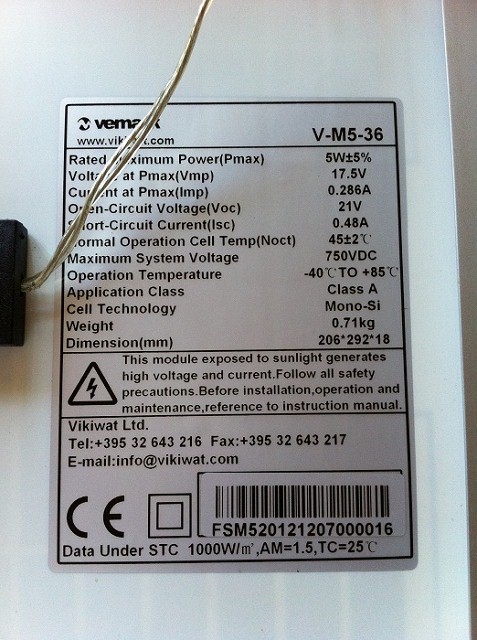 vemark
www.vikiwat.com
V-M5-36
Rated Maximum Power(Pmax) 5W±5%
Voltage at Pmax(Vmp) 17.5V
Current at Pmax(Imp) 0.286A
Open-Circuit Voltage(Voc) 21V
Short-Circuit Current(Isc) 0.48A
Normal Operation Cell Temp(Noct) 45±2℃
Maximum System Voltage 750VDC
Operation Temperature -40℃ TO +85℃
Application Class Class A
Cell Technology Mono-Si
Weight 0.71kg
Dimension(mm) 206*292*18
This module exposed to sunlight generates
high voltage and current.Follow all safety
precautions.Before installation,operation and
maintenance,reference to instruction manual.
Vikiwat Ltd.
Tel:+395 32 643 216 Fax:+395 32 643 217
E-mail:info@vikiwat.com
CE
FSM520121207000016
Data Under STC 1000W/㎡,AM=1.5,TC=25℃